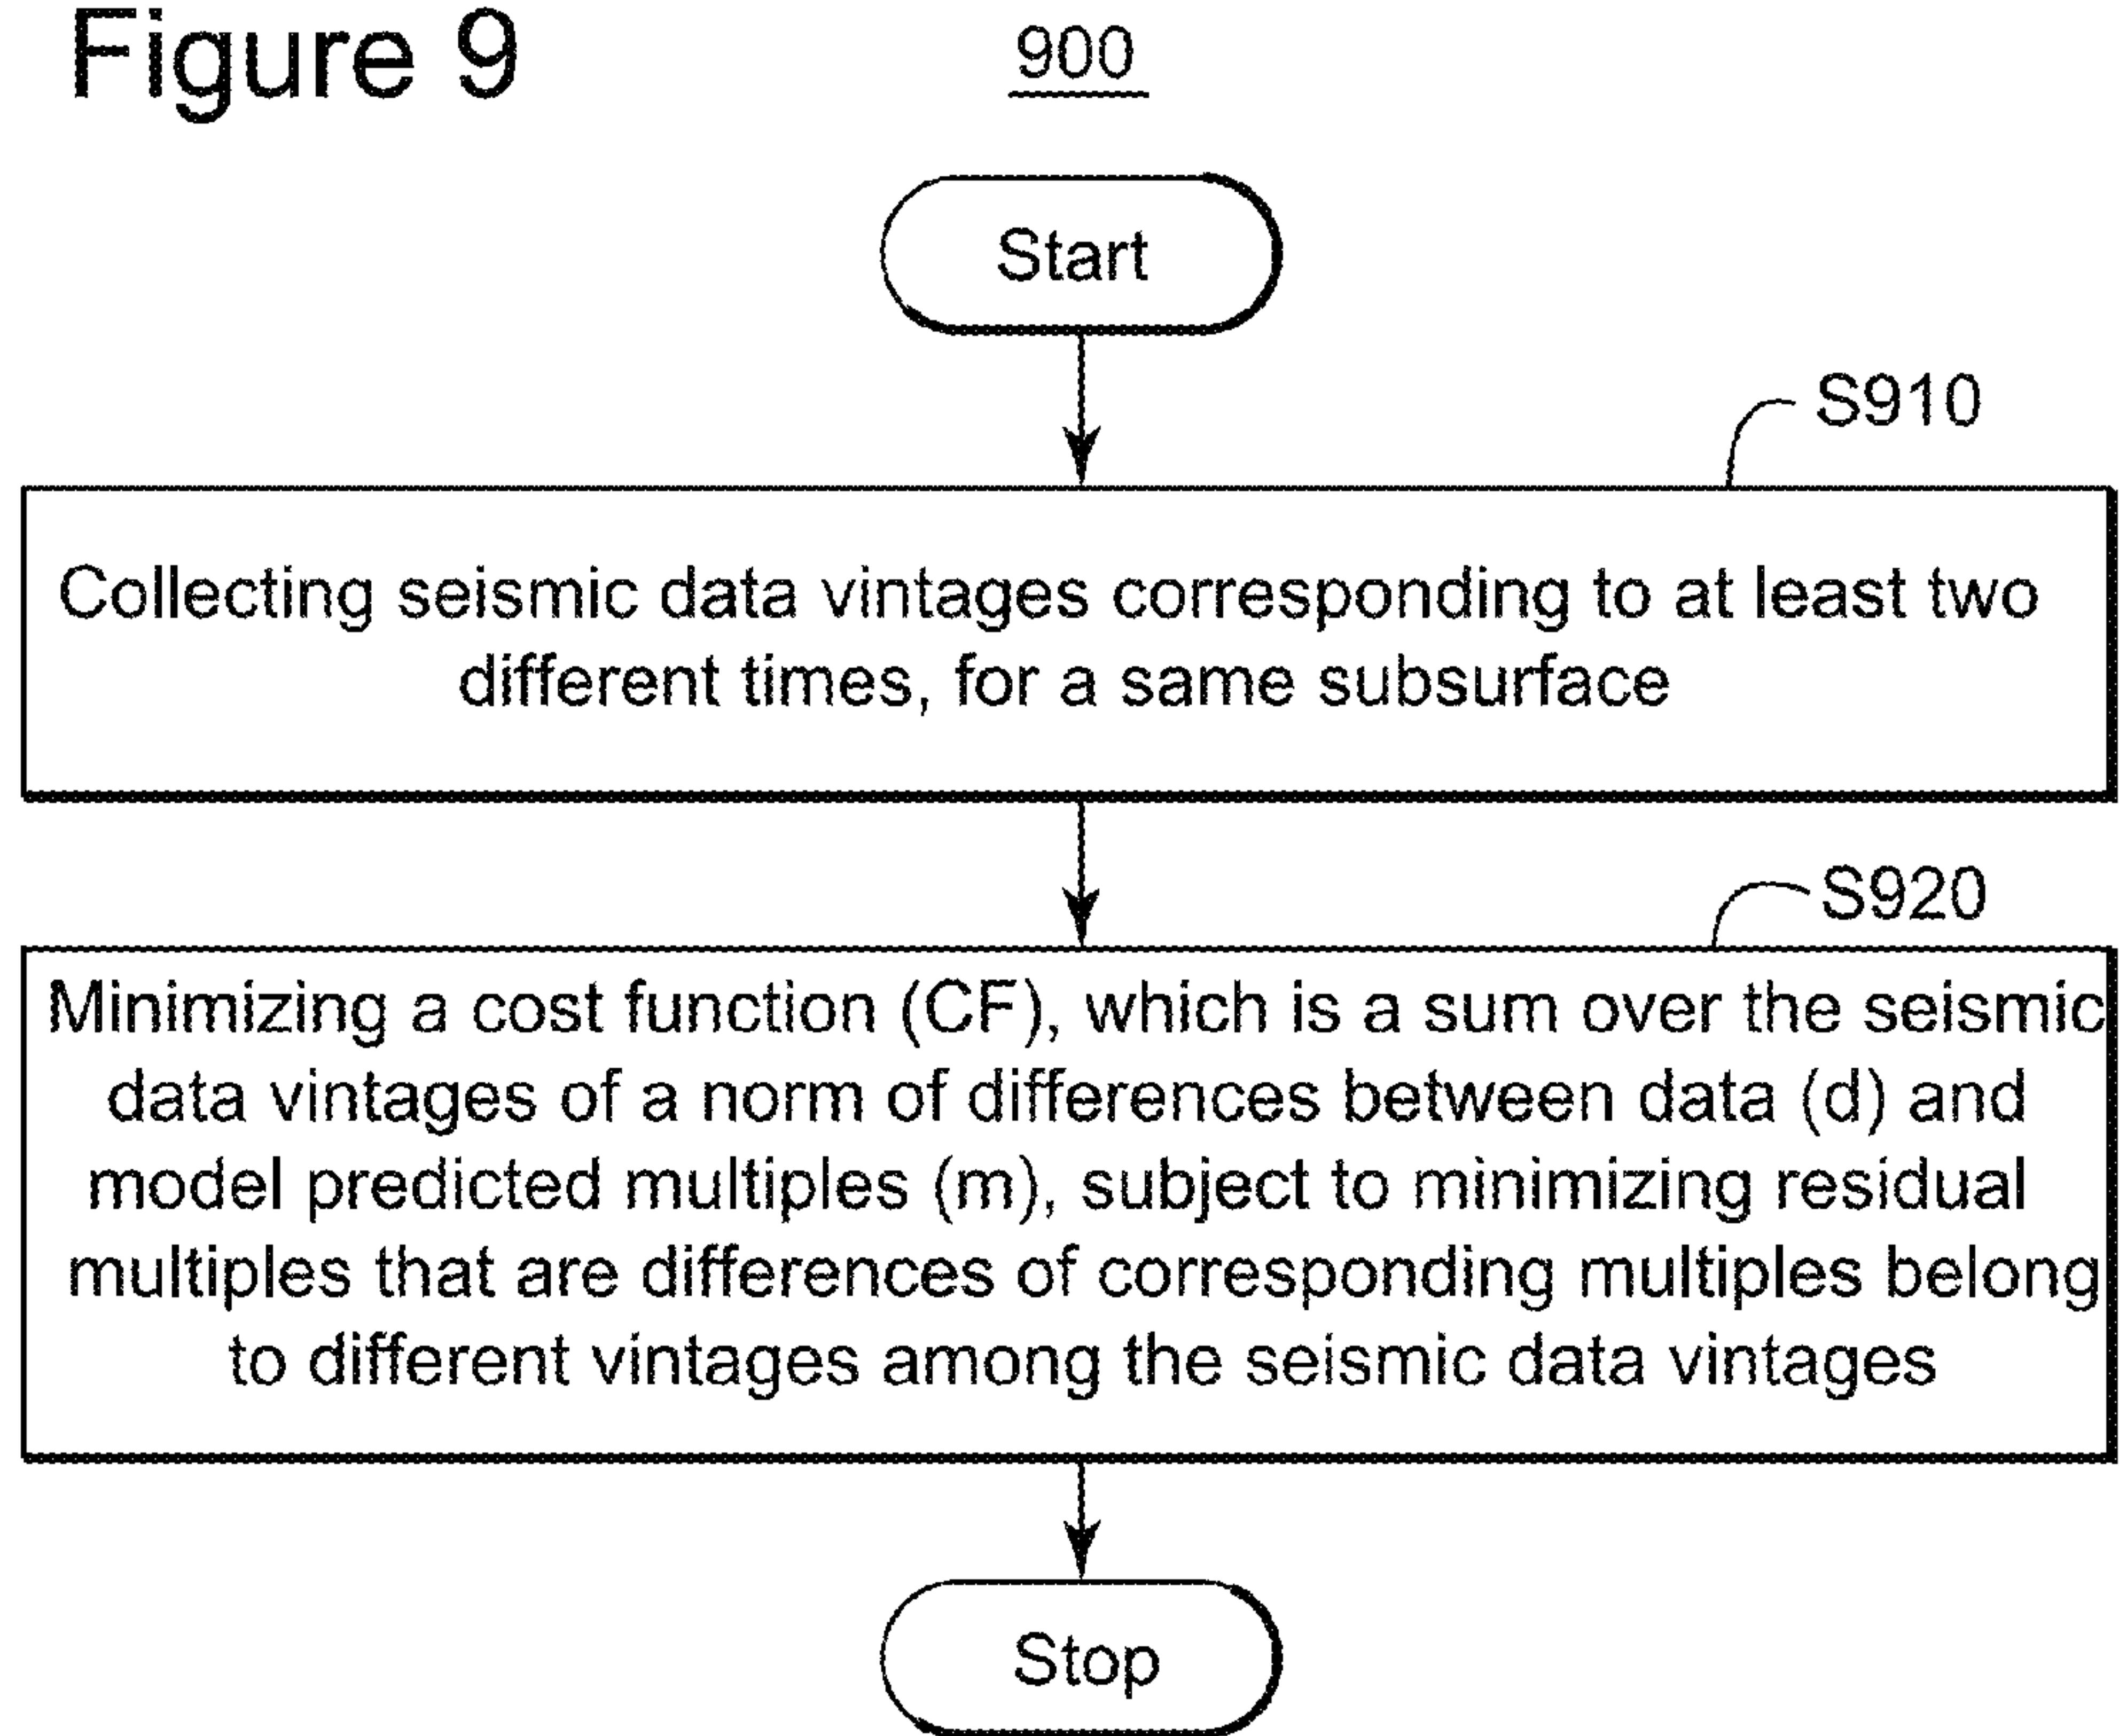 Figure 9
900
Start
S910
Collecting seismic data vintages corresponding to at least two
different times, for a same subsurface
S920
Minimizing a cost function (CF), which is a sum over the seismic
data vintages of a norm of differences between data (d) and
model predicted multiples (m), subject to minimizing residual
multiples that are differences of corresponding multiples belong
to different vintages among the seismic data vintages
Stop